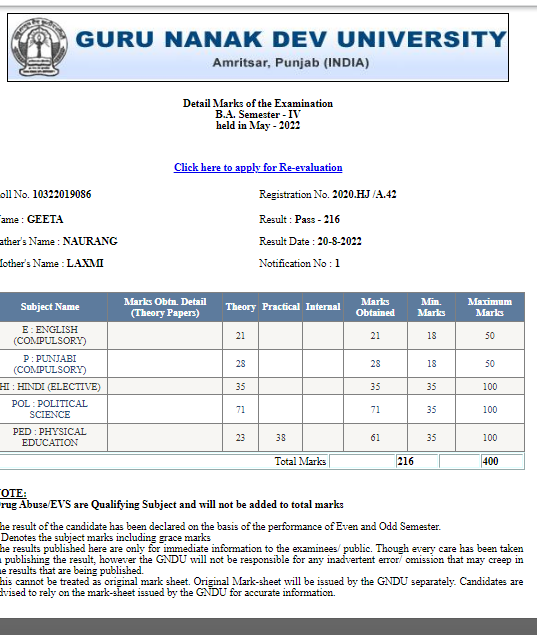 GURU NANAK DEV UNIVERSITY
Amritsar, Punjab (INDIA)
Detail Marks of the Examination
B.A. Semester - IV
held in May - 2022
Click here to apply for Re-evaluation
oll No. 10322019086 Registration No. 2020.HJ /A.42
ame : GEETA Result : Pass - 216
ather's Name : NAURANG Result Date : 20-8-2022
other's Name : LAXMI Notification No : 1
Subject Name Marks Obtn. Detail (Theory Papers) Theory Practical Internal Marks Obtained Min. Marks Maximum Marks
E : ENGLISH (COMPULSORY) 21 21 18 50
P : PUNJABI (COMPULSORY) 28 28 18 50
HI : HINDI (ELECTIVE) 35 35 35 100
POL : POLITICAL SCIENCE 71 71 35 100
PED : PHYSICAL EDUCATION 23 38 61 35 100
Total Marks 216 400
OTE:
rug Abuse/EVS are Qualifying Subject and will not be added to total marks
he result of the candidate has been declared on the basis of the performance of Even and Odd Semester.
Denotes the subject marks including grace marks
he results published here are only for immediate information to the examinees/ public. Though every care has been taken
publishing the result, however the GNDU will not be responsible for any inadvertent error/ omission that may creep in
e results that are being published.
his cannot be treated as original mark sheet. Original Mark-sheet will be issued by the GNDU separately. Candidates are
dvised to rely on the mark-sheet issued by the GNDU for accurate information.